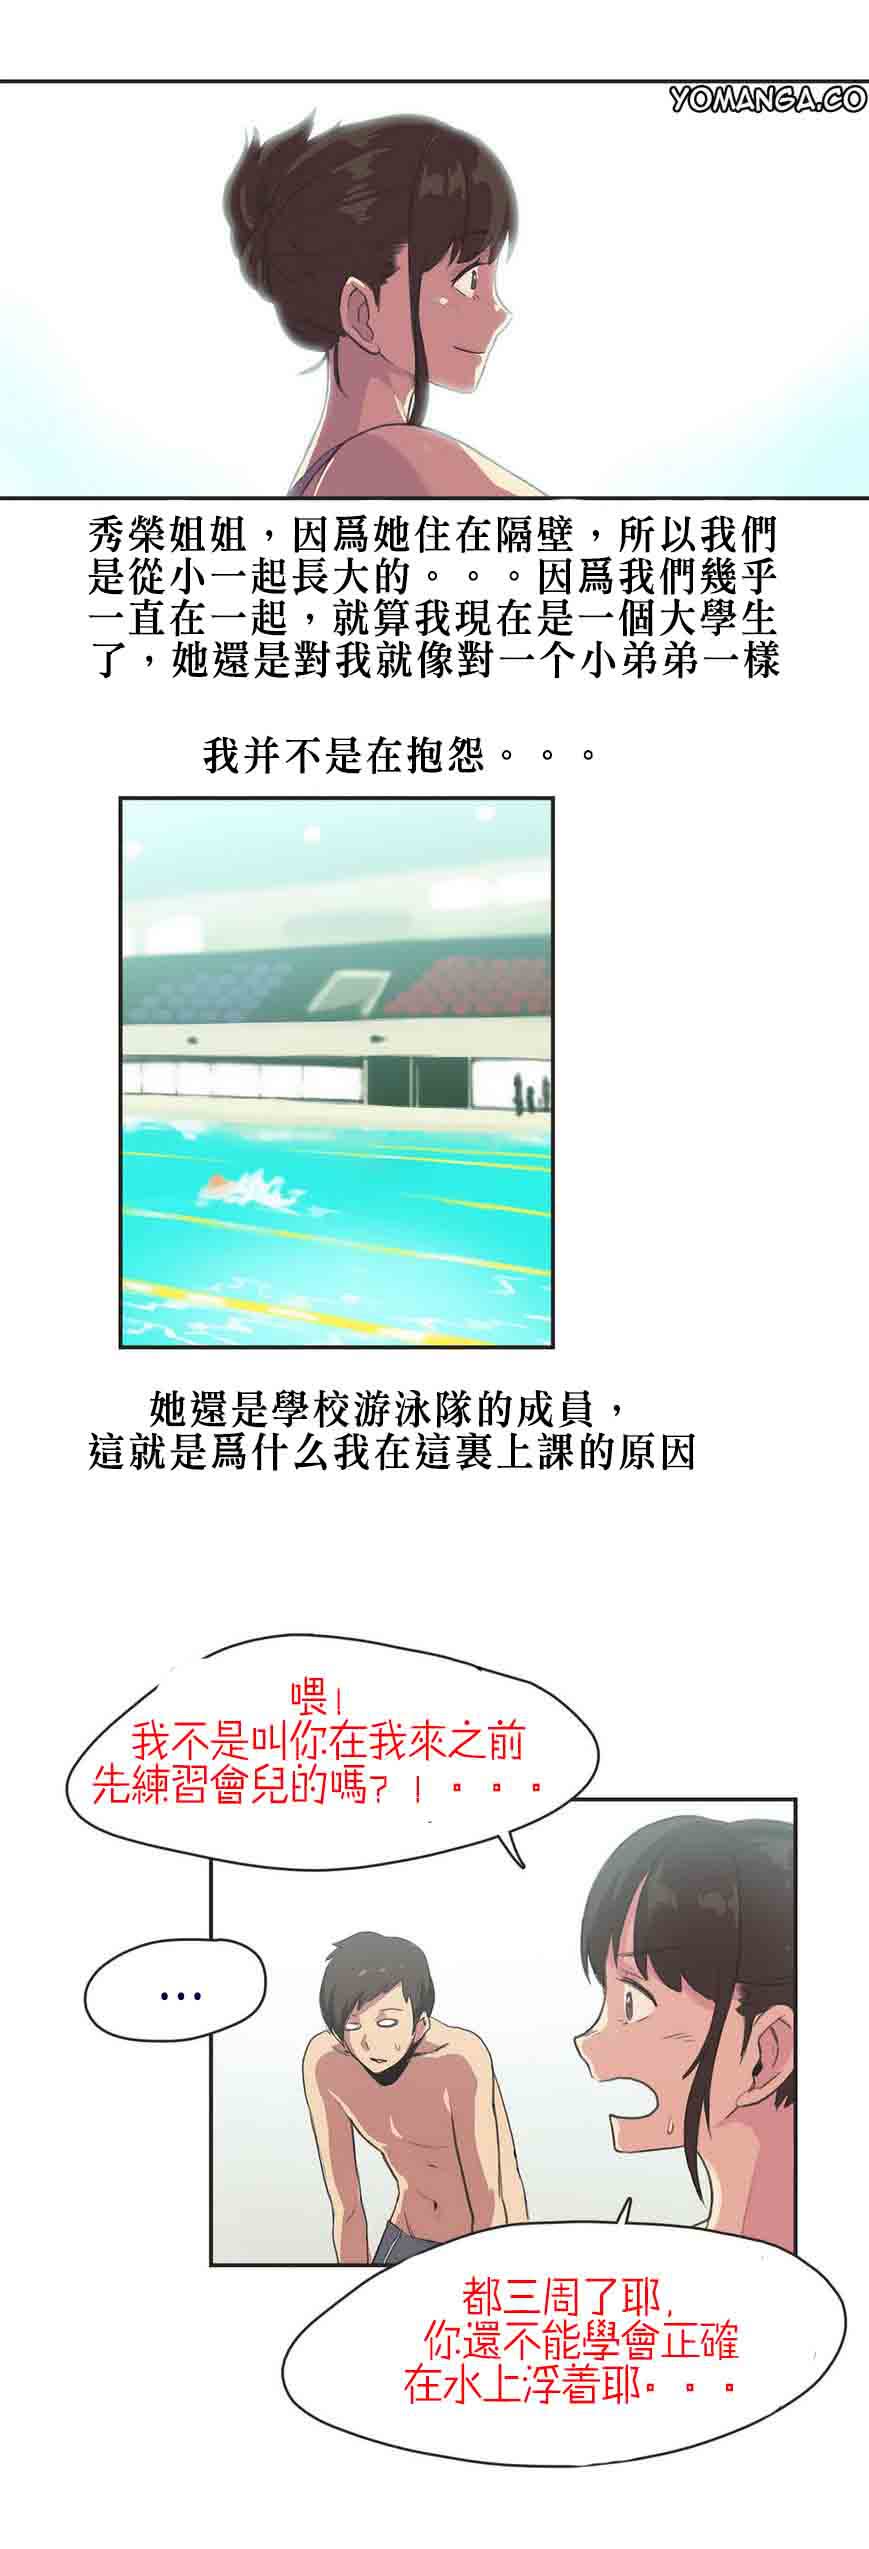 YOMANGA.CO
秀榮姐姐，因爲她住在隔壁，所以我們
是從小一起長大的。。。因爲我們幾乎
一直在一起，就算我現在是一個大學生
了，她還是對我就像對一个小弟弟一樣
我并不是在抱怨。。。
她還是學校游泳隊的成員，
這就是爲什么我在這裏上課的原因
喂！
我不是叫你在我來之前
先練習會兒的嗎？！。。。
...
都三周了耶，
你還不能學會正確
在水上浮着耶。。。